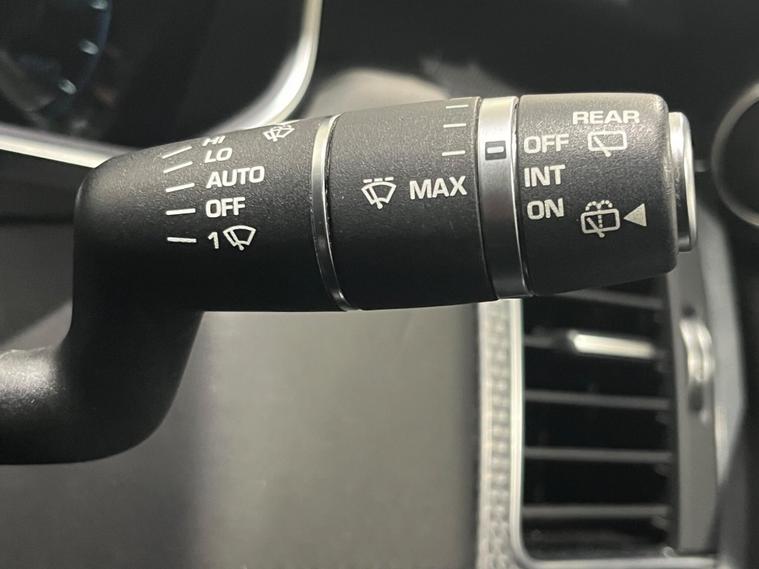 HI
LO
AUTO
OFF
1
MAX
REAR
OFF
INT
ON